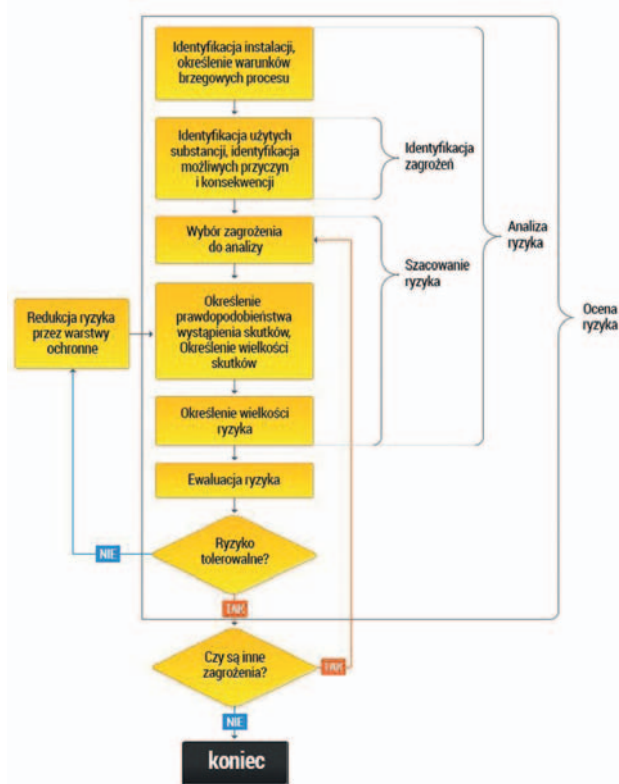 Identyfikacja instalacji,
określenie warunków
brzegowych procesu
Identyfikacja użytych
substancji, identyfikacja
możliwych przyczyn
i konsekwencji
Identyfikacja
zagrożeń
Wybór zagrożenia
do analizy
Analiza
ryzyka
Szacowanie
ryzyka
Redukcja ryzyka
przez warstwy
ochronne
Określenie
prawdopodobieństwa
wystąpienia skutków,
Określenie wielkości
skutków
Ocena
ryzyka
Określenie wielkości
ryzyka
Ewaluacja ryzyka
Ryzyko
tolerowalne?
NIE
TAK
Czy są inne
zagrożenia?
TAK
NIE
koniec